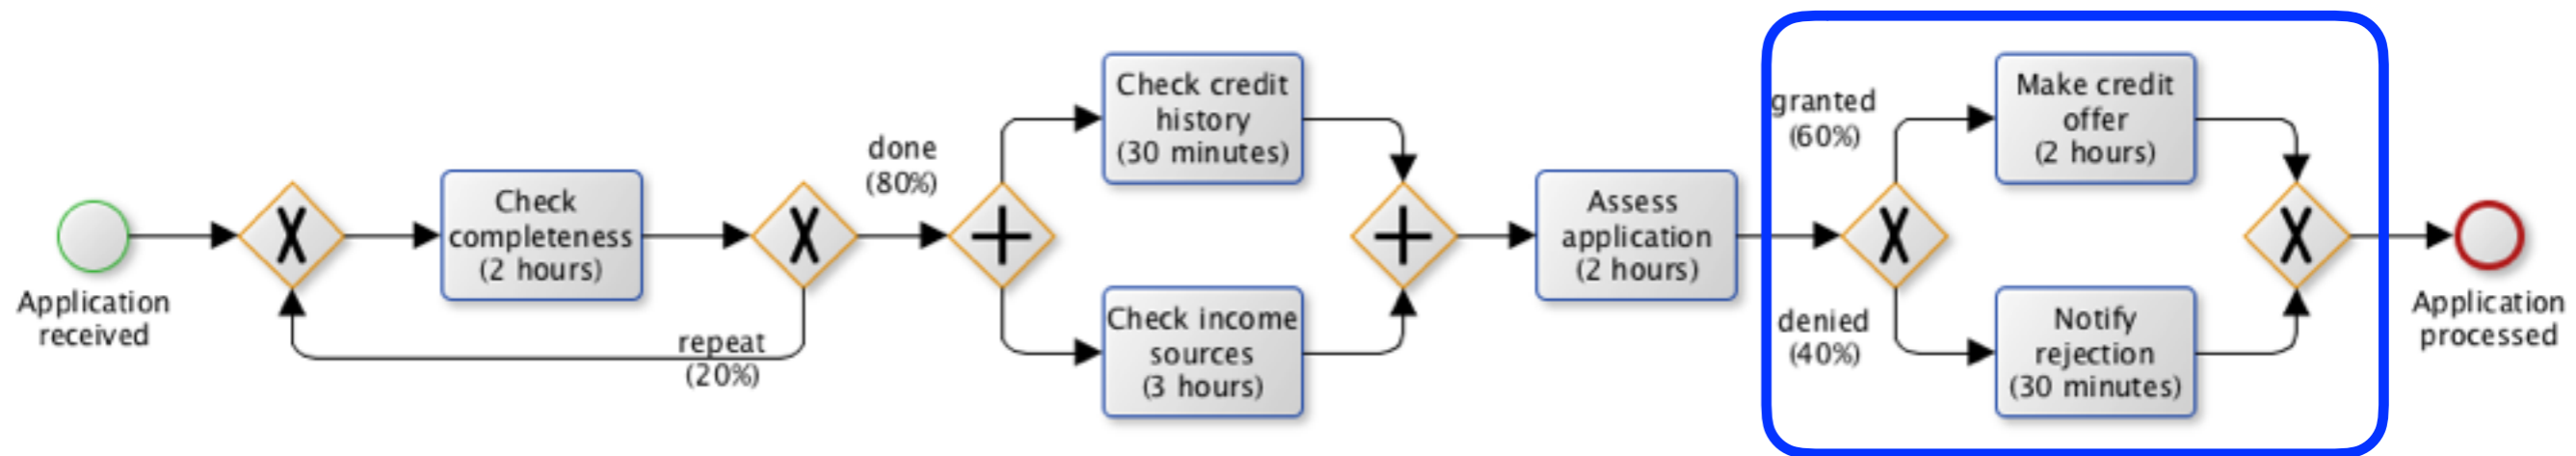 Application
received
Check
completeness
(2 hours)
repeat
(20%)
done
(80%)
Check credit
history
(30 minutes)
Check income
sources
(3 hours)
Assess
application
(2 hours)
granted
(60%)
denied
(40%)
Make credit
offer
(2 hours)
Notify
rejection
(30 minutes)
Application
processed